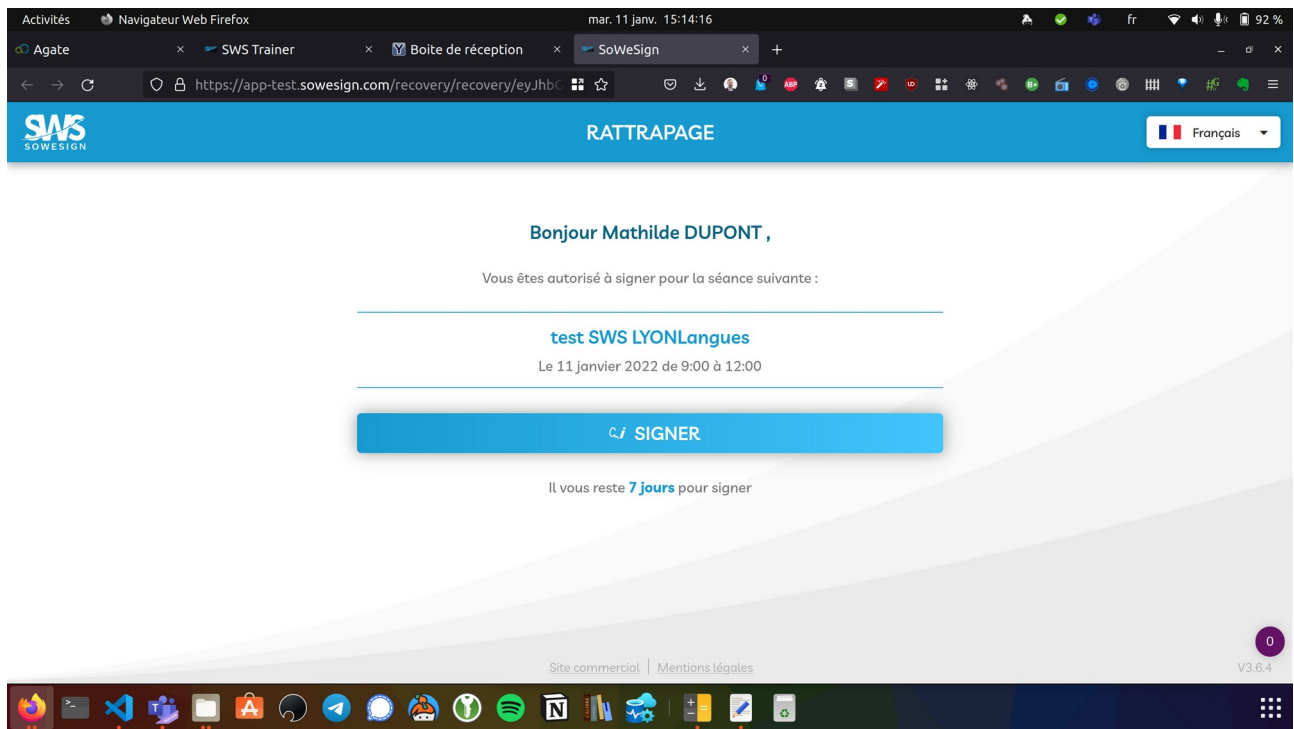 Activités Navigateur Web Firefox mar. 11 janv. 15:14:16 fr 92 %
Agate SWS Trainer Boite de réception SoWeSign
https://app-test.sowesign.com/recovery/recovery/eyJhbG
SWS
SOWESIGN
RATTRAPAGE
Français
Bonjour Mathilde DUPONT ,
Vous êtes autorisé à signer pour la séance suivante :
test SWS LYONLangues
Le 11 janvier 2022 de 9:00 à 12:00
SIGNER
Il vous reste 7 jours pour signer
0
Site commercial | Mentions légales
V3.6.4